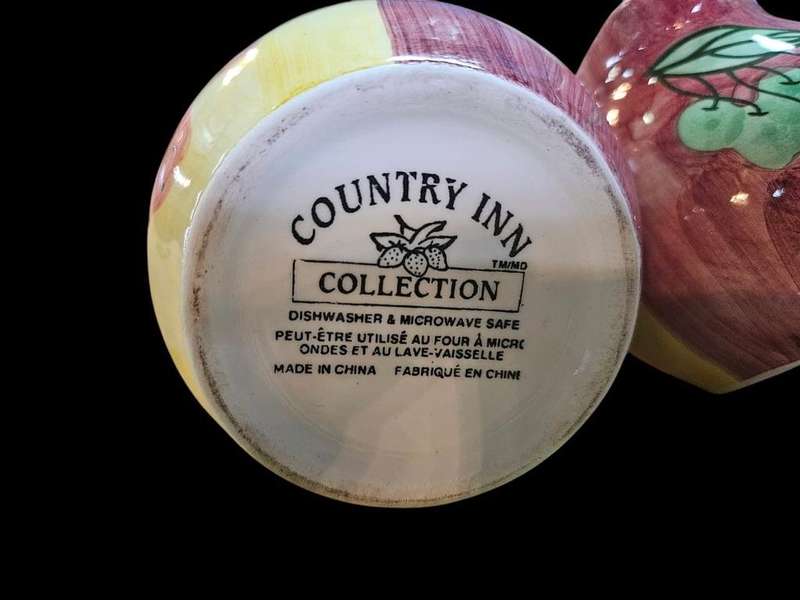 COUNTRY INN
TM/MD
COLLECTION
DISHWASHER & MICROWAVE SAFE
PEUT-ÊTRE UTILISÉ AU FOUR À MICRO
ONDES ET AU LAVE-VAISSELLE
MADE IN CHINA FABRIQUÉ EN CHINE